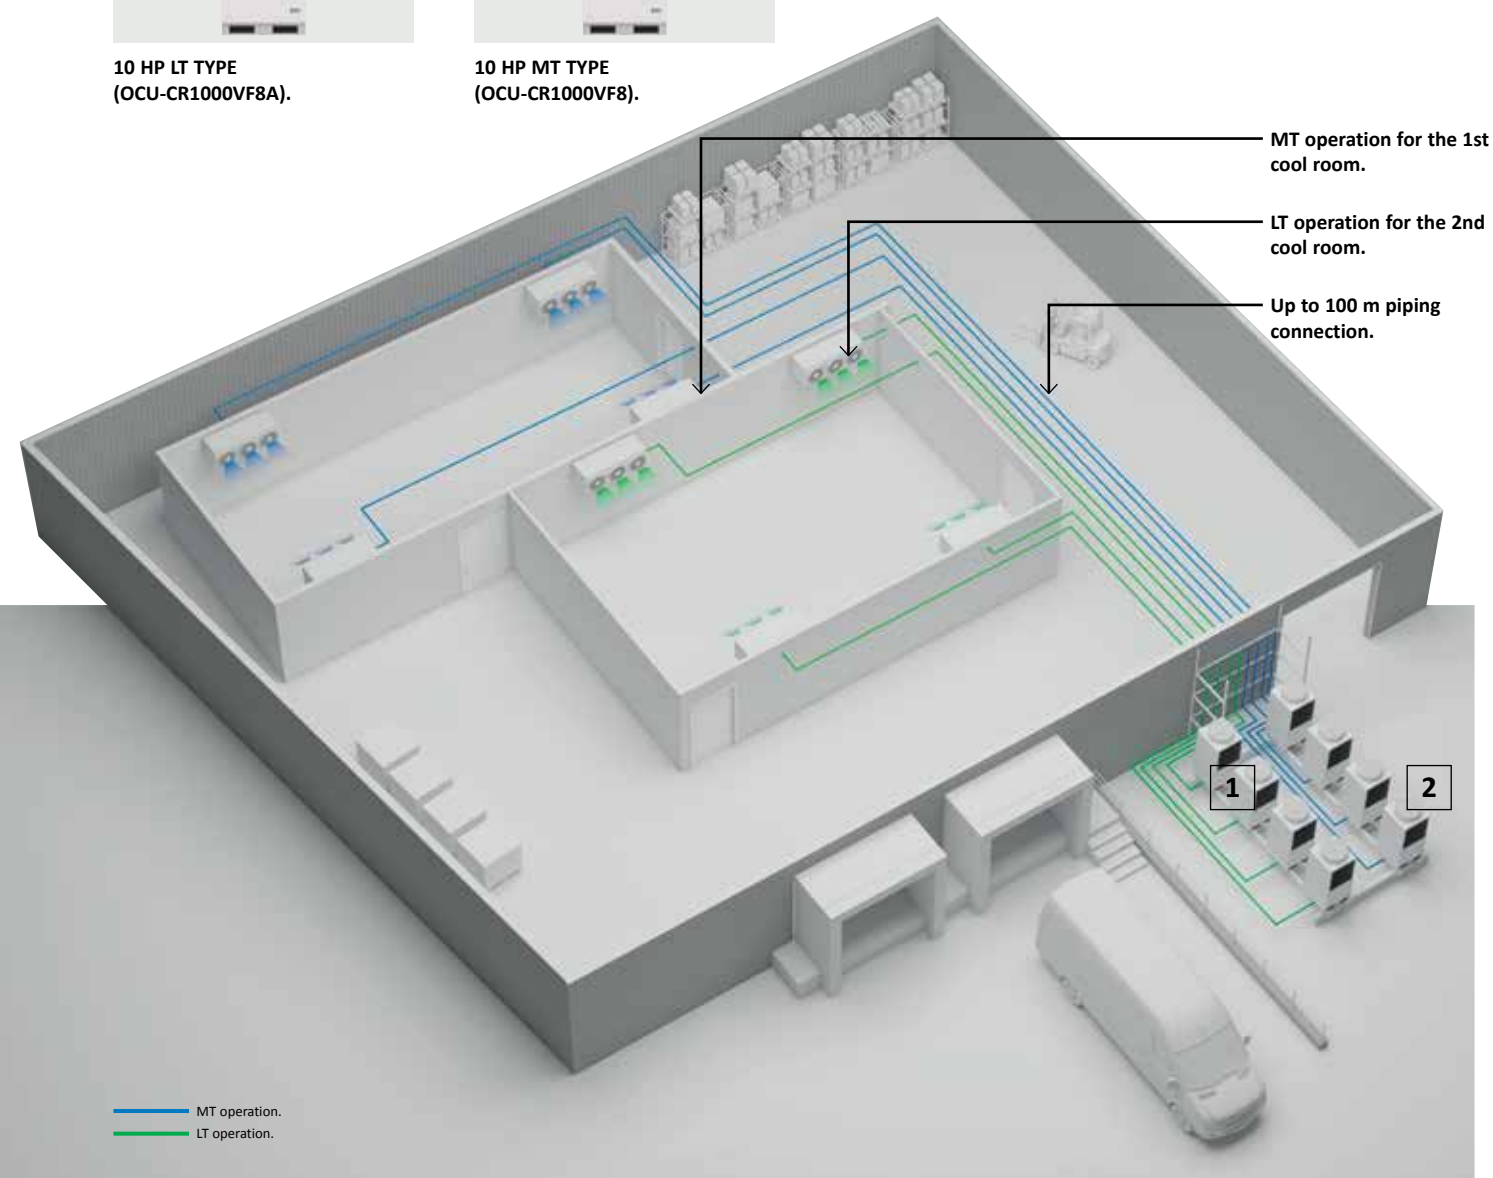 10 HP LT TYPE
(OCU-CR1000VF8A).
10 HP MT TYPE
(OCU-CR1000VF8).
MT operation for the 1st
cool room.
LT operation for the 2nd
cool room.
Up to 100 m piping
connection.
1
2
MT operation.
LT operation.